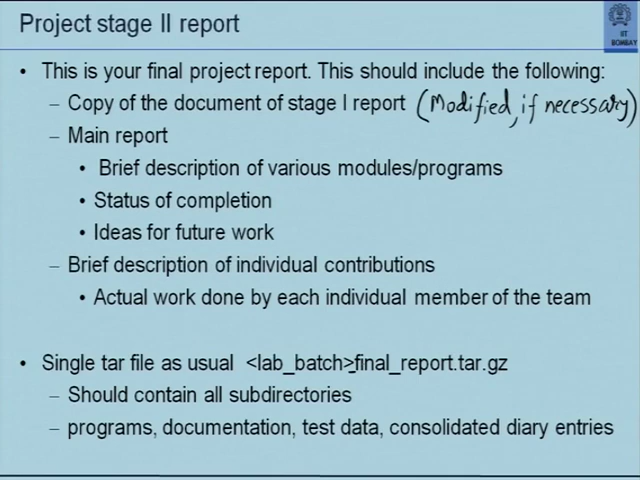 Project stage II report
IIT
BOMBAY
• This is your final project report. This should include the following:
– Copy of the document of stage I report (Modified, if necessary)
– Main report
• Brief description of various modules/programs
• Status of completion
• Ideas for future work
– Brief description of individual contributions
• Actual work done by each individual member of the team
• Single tar file as usual <lab_batch>_final_report.tar.gz
– Should contain all subdirectories
– programs, documentation, test data, consolidated diary entries